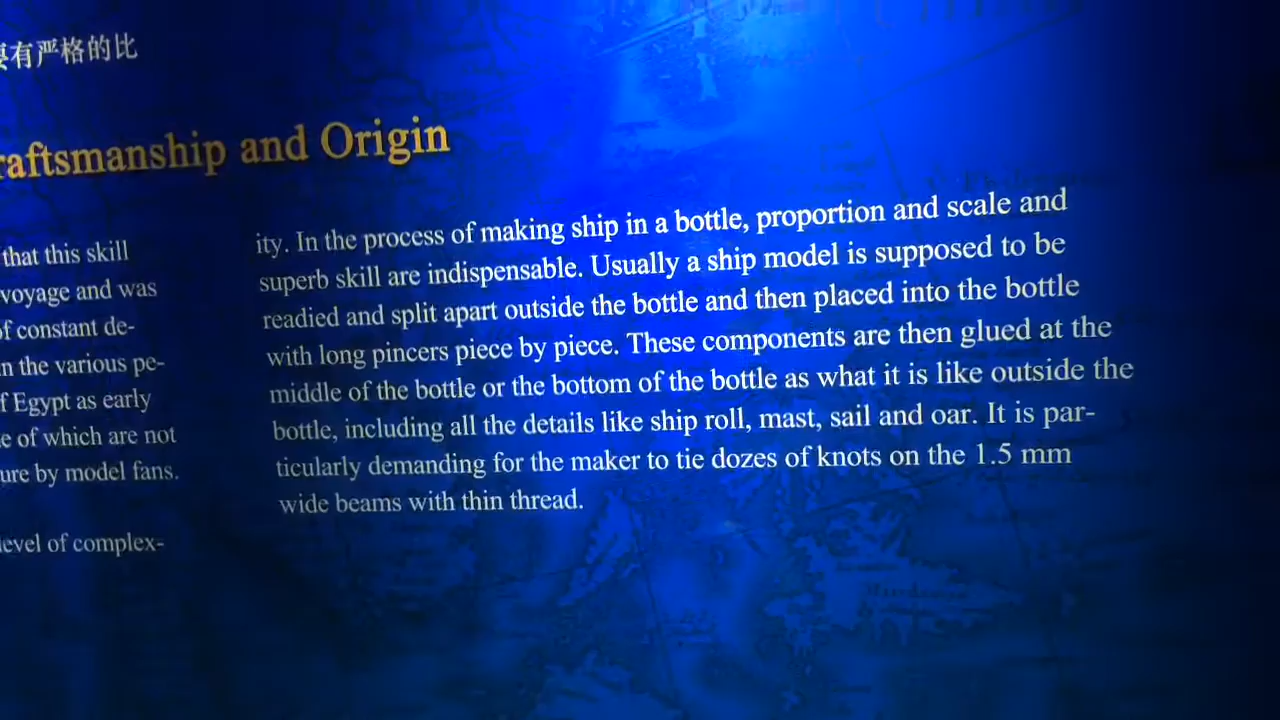 有严格的比
raftsmanship and Origin
that this skill
voyage and was
of constant de-
n the various pe-
f Egypt as early
e of which are not
ure by model fans.
evel of complex-
ity. In the process of making ship in a bottle, proportion and scale and
superb skill are indispensable. Usually a ship model is supposed to be
readied and split apart outside the bottle and then placed into the bottle
with long pincers piece by piece. These components are then glued at the
middle of the bottle or the bottom of the bottle as what it is like outside the
bottle, including all the details like ship roll, mast, sail and oar. It is par-
ticularly demanding for the maker to tie dozes of knots on the 1.5 mm
wide beams with thin thread.